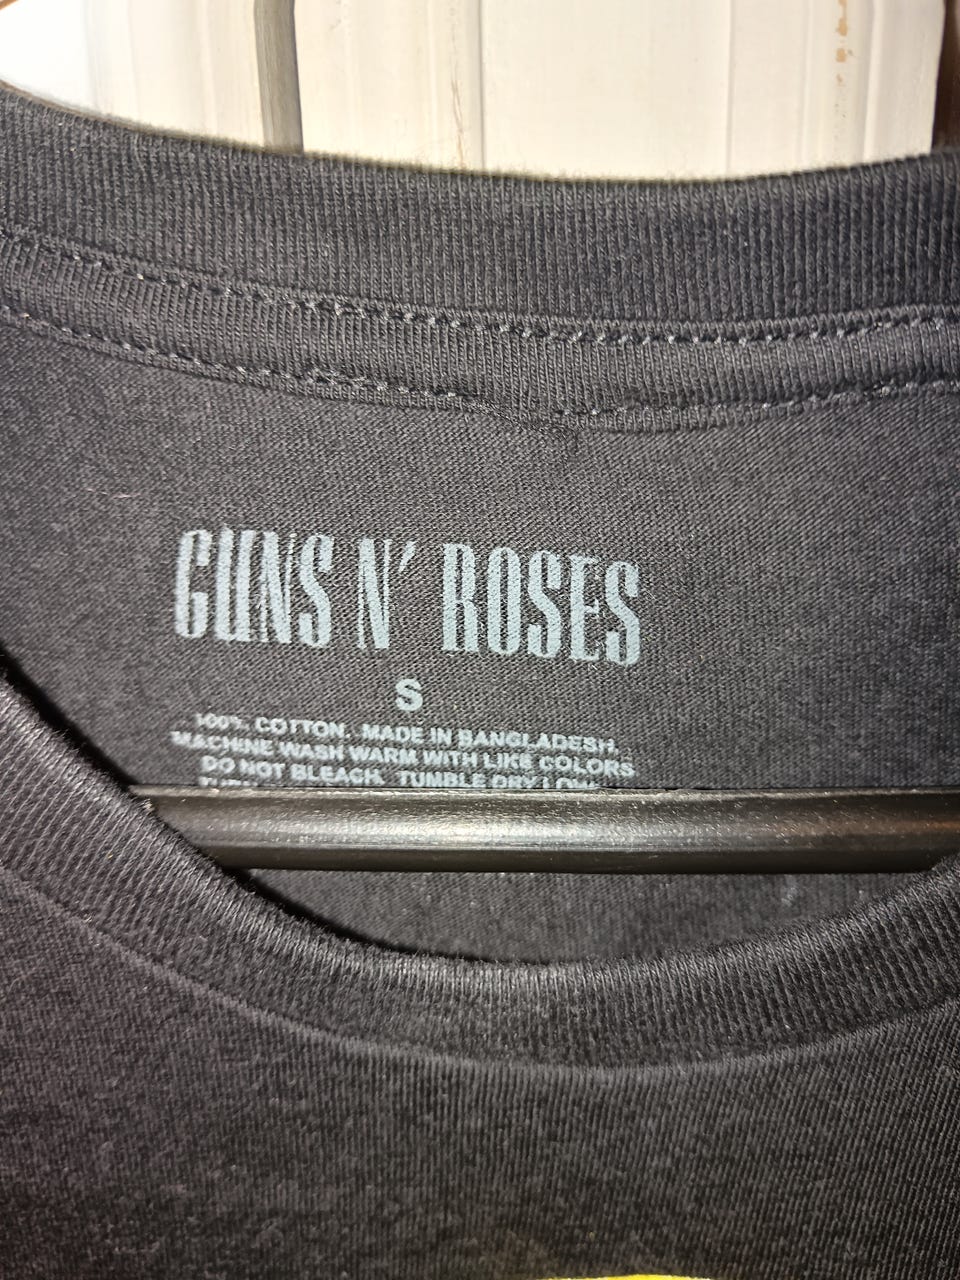 GUNS N' ROSES
S
100% COTTON. MADE IN BANGLADESH.
MACHINE WASH WARM WITH LIKE COLORS
DO NOT BLEACH. TUMBLE DRY LOW